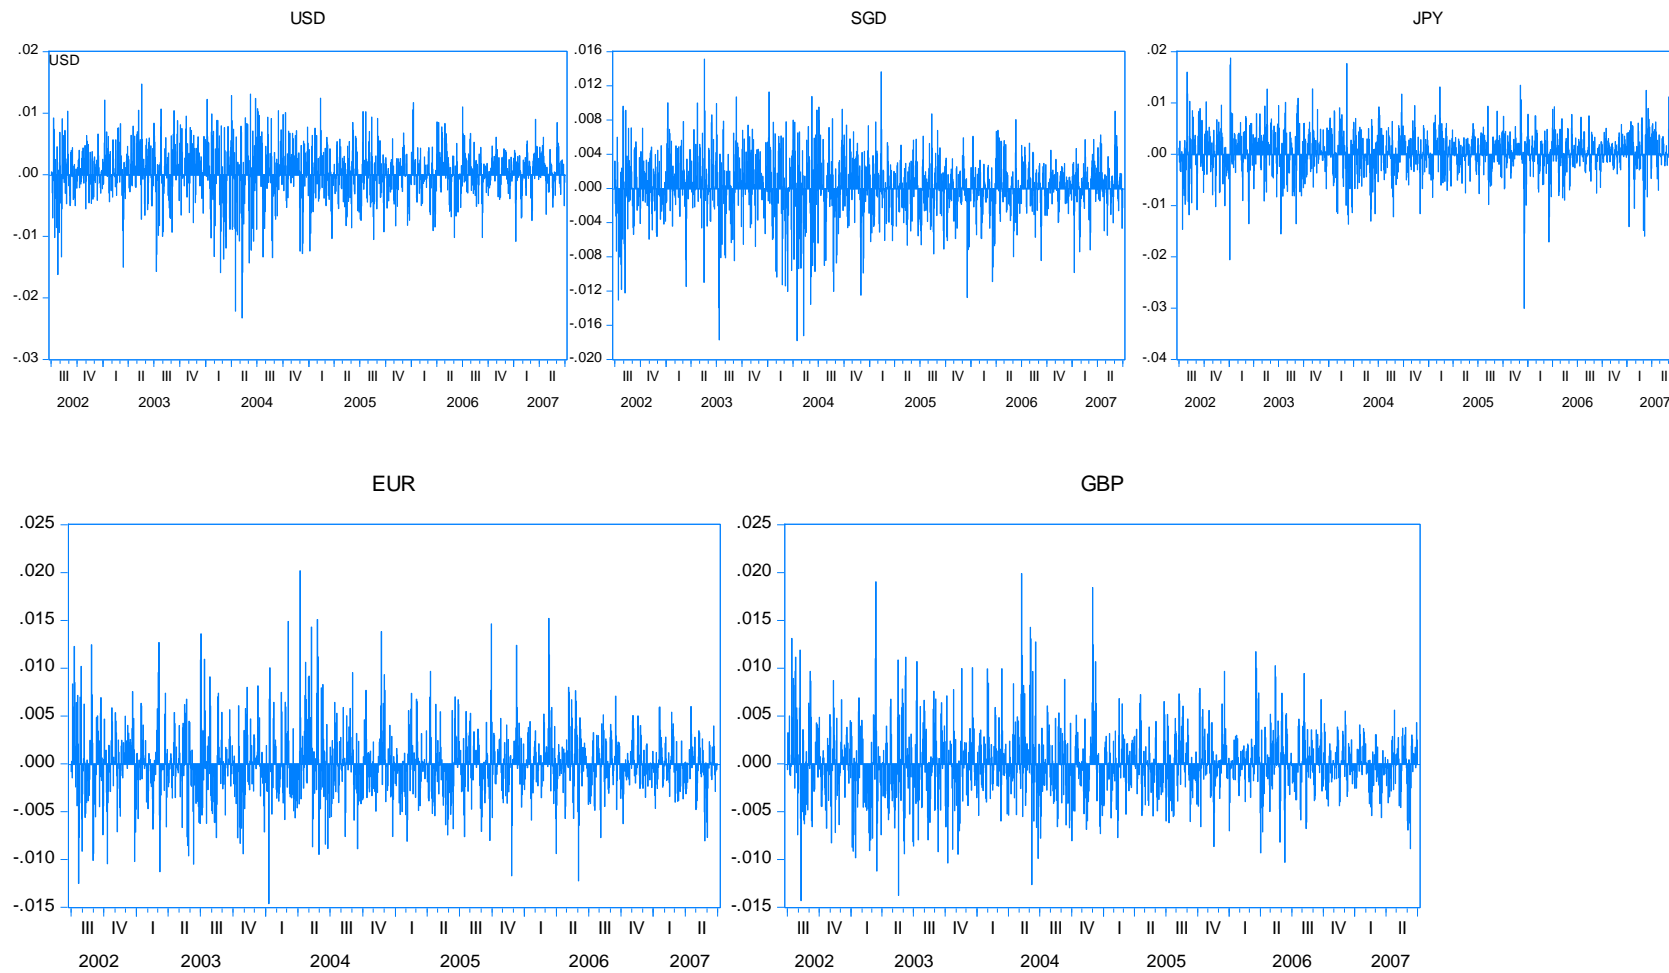 USD
SGD
JPY
.02
.01
.00
-.01
-.02
-.03
USD
III IV I II III IV I II III IV I II III IV I II III IV I II
2002 2003 2004 2005 2006 2007
.016
.012
.008
.004
.000
-.004
-.008
-.012
-.016
-.020
III IV I II III IV I II III IV I II III IV I II III IV I II
2002 2003 2004 2005 2006 2007
.02
.01
.00
-.01
-.02
-.03
-.04
III IV I II III IV I II III IV I II III IV I II III IV I II
2002 2003 2004 2005 2006 2007
EUR
GBP
.025
.020
.015
.010
.005
.000
-.005
-.010
-.015
III IV I II III IV I II III IV I II III IV I II III IV I II
2002 2003 2004 2005 2006 2007
.025
.020
.015
.010
.005
.000
-.005
-.010
-.015
III IV I II III IV I II III IV I II III IV I II III IV I II
2002 2003 2004 2005 2006 2007